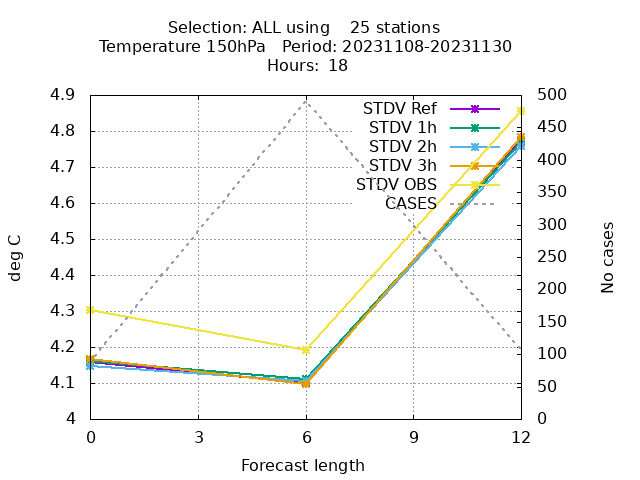 Selection: ALL using    25 stations
Temperature 150hPa   Period: 20231108-20231130
Hours:  18
4.9
4.8
4.7
4.6
4.5
4.4
4.3
4.2
4.1
4
500
450
400
350
300
250
200
150
100
50
0
STDV Ref
STDV 1h
STDV 2h
STDV 3h
STDV OBS
CASES
deg C
No cases
0 3 6 9 12
Forecast length